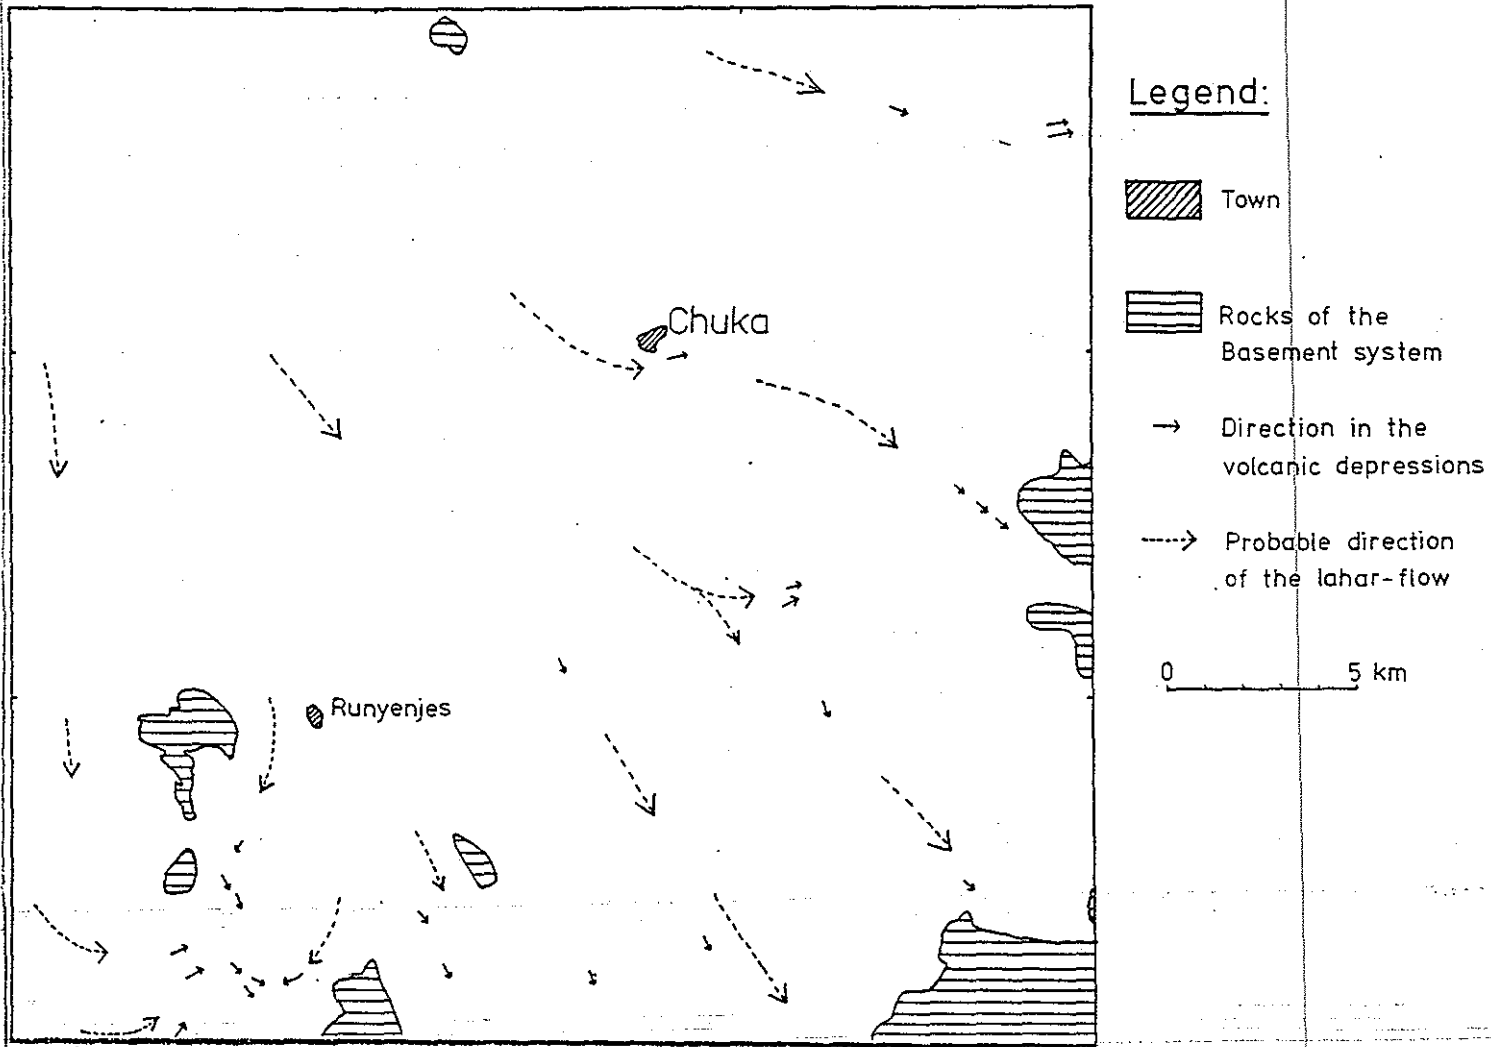 Legend:
Town
Chuka
Rocks of the
Basement system
Direction in the
volcanic depressions
Probable direction
of the lahar-flow
0 5 km
Runyenjes